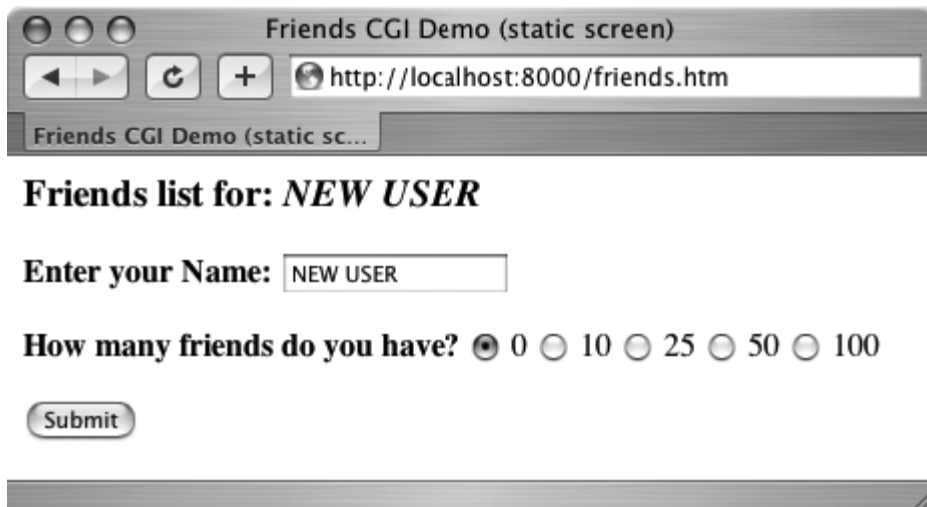 Friends CGI Demo (static screen)
http://localhost:8000/friends.htm
Friends CGI Demo (static sc...
Friends list for: NEW USER
Enter your Name: NEW USER
How many friends do you have? 0 10 25 50 100
Submit